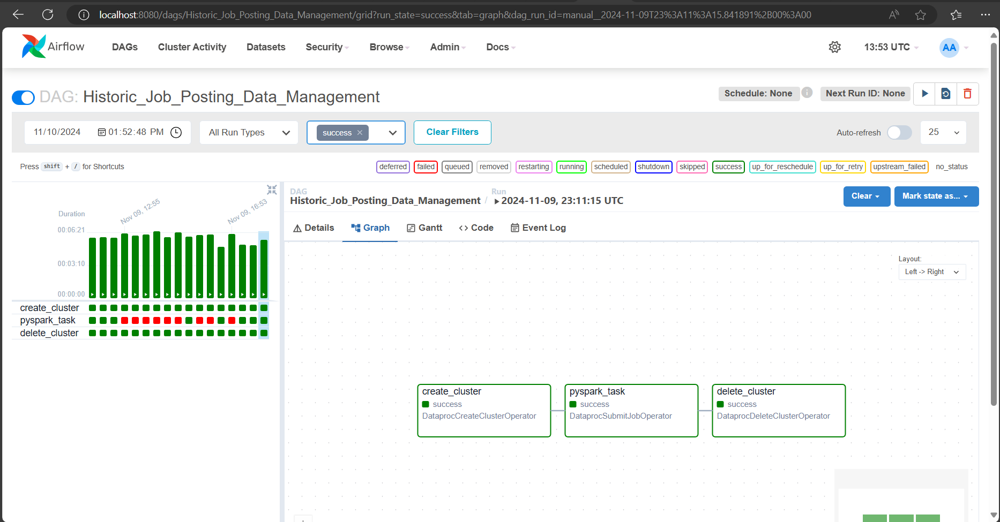 localhost:8080/dags/Historic_Job_Posting_Data_Management/grid?run_state=success&tab=graph&dag_run_id=manual__2024-11-09T23%3A11%3A15.841891%2B00%3A00
Airflow DAGs Cluster Activity Datasets Security Browse Admin Docs 13:53 UTC AA
DAG: Historic_Job_Posting_Data_Management Schedule: None i Next Run ID: None
11/10/2024 01:52:48 PM All Run Types success × Clear Filters Auto-refresh 25
Press shift + / for Shortcuts deferred failed queued removed restarting running scheduled shutdown skipped success up_for_reschedule up_for_retry upstream_failed no_status
Duration
00:06:21
00:03:10
00:00:00
Nov 09, 12:55
Nov 09, 16:53
create_cluster
pyspark_task
delete_cluster
DAG
Historic_Job_Posting_Data_Management /
Run
2024-11-09, 23:11:15 UTC
Clear Mark state as...
Details Graph Gantt Code Event Log
Layout:
Left -> Right
create_cluster
success
DataprocCreateClusterOperator
pyspark_task
success
DataprocSubmitJobOperator
delete_cluster
success
DataprocDeleteClusterOperator